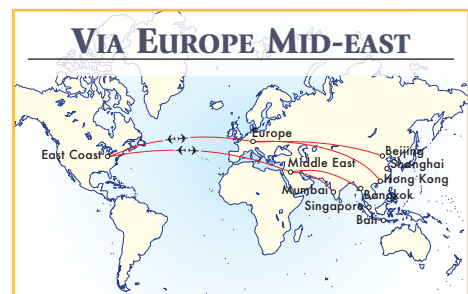 VIA EUROPE MID-EAST
Europe
East Coast
Beijing
Middle East
Shanghai
Hong Kong
Mumbai
Bangkok
Singapore
Bali